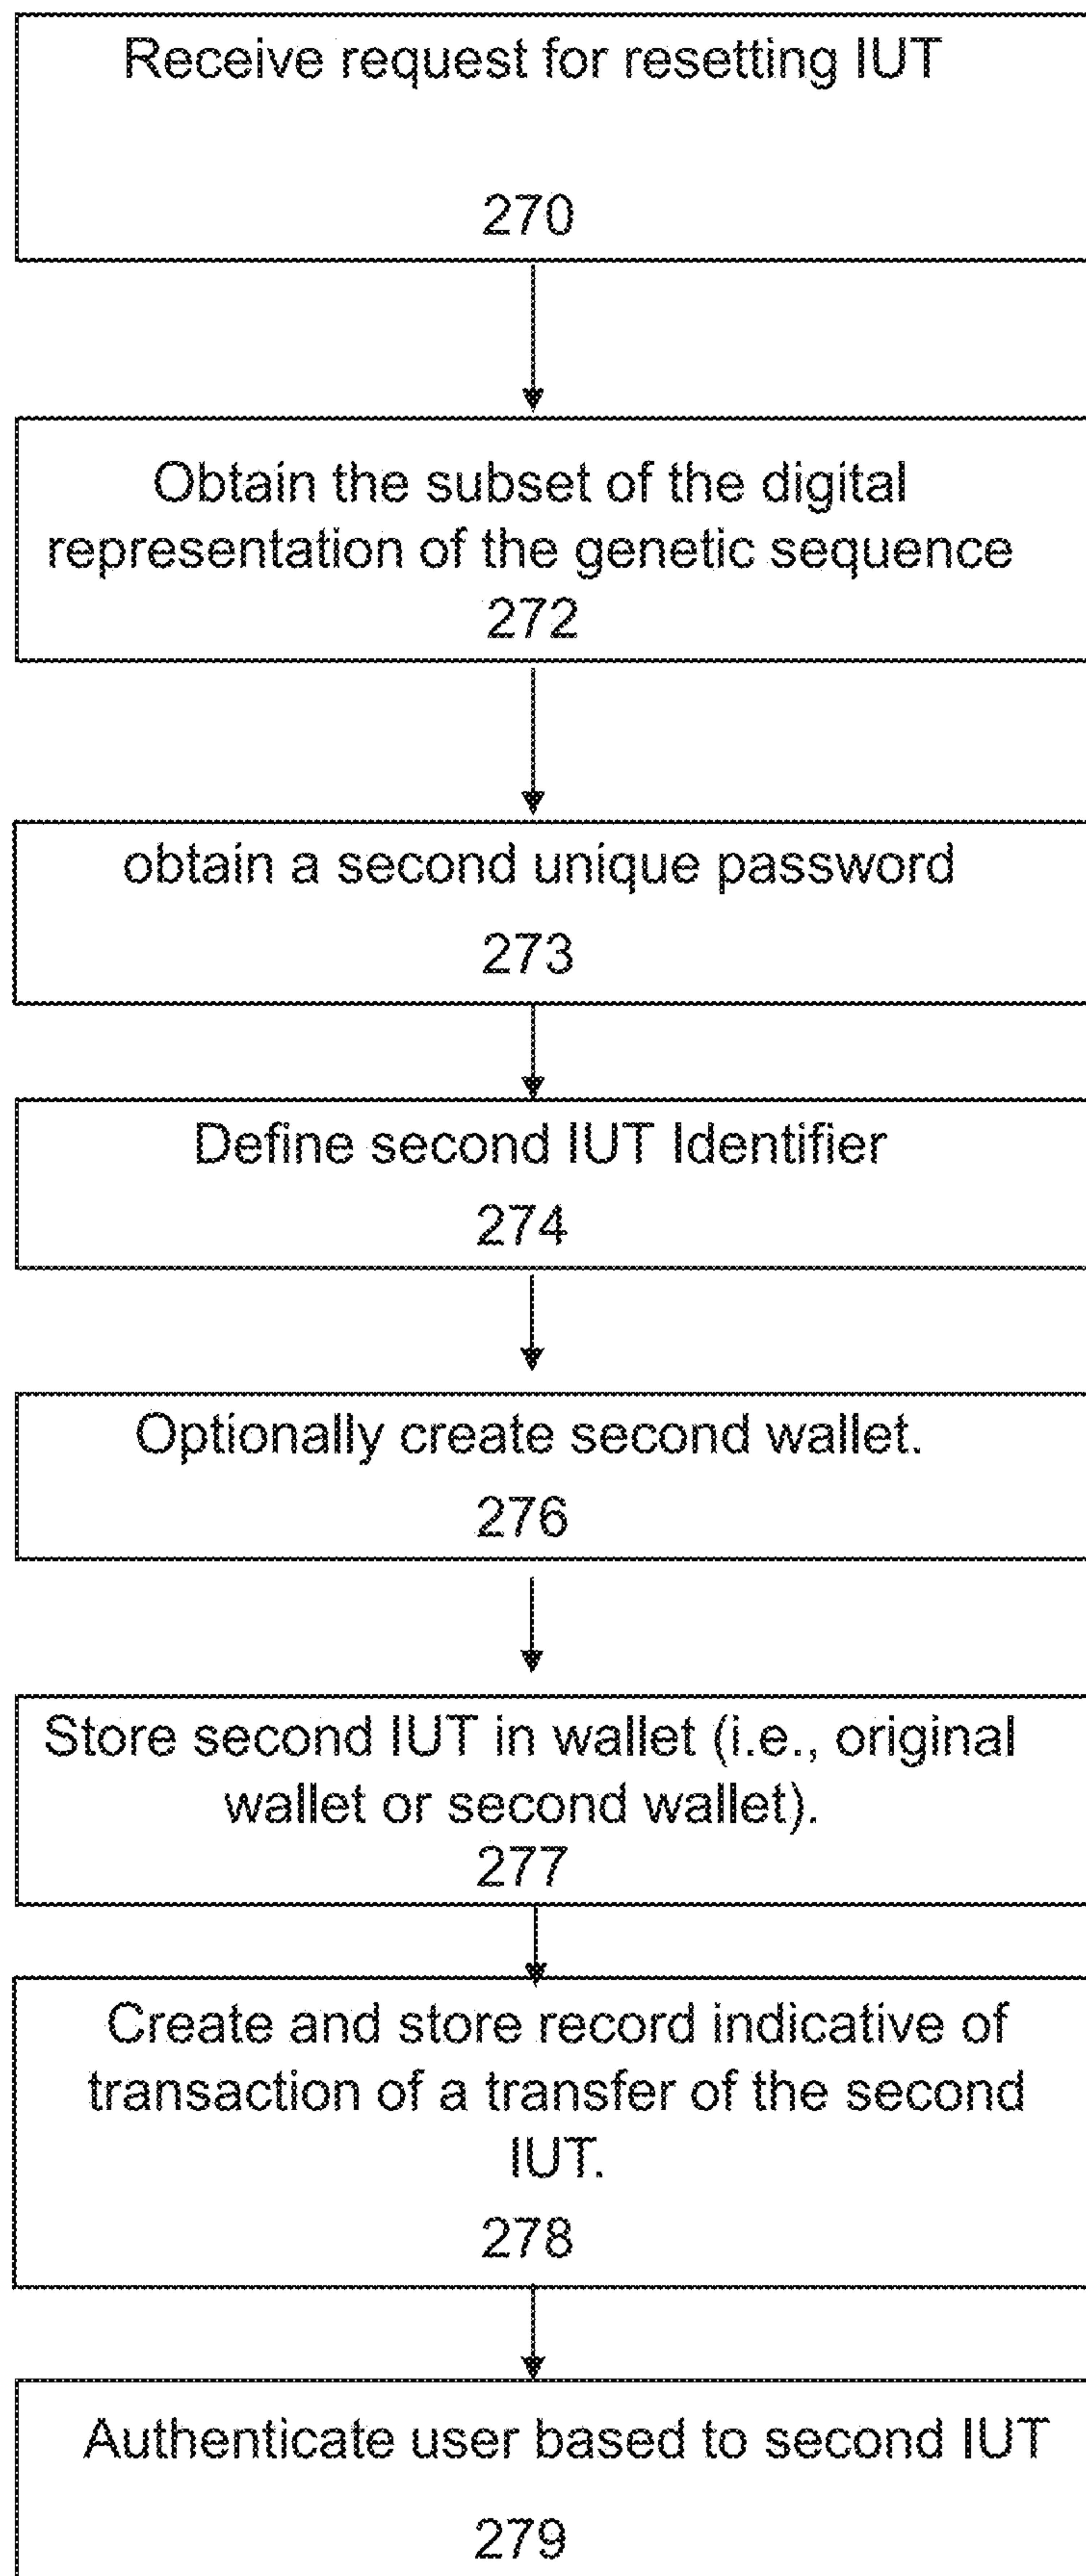 Receive request for resetting IUT
270
Obtain the subset of the digital
representation of the genetic sequence
272
obtain a second unique password
273
Define second IUT Identifier
274
Optionally create second wallet.
276
Store second IUT in wallet (i.e., original
wallet or second wallet).
277
Create and store record indicative of
transaction of a transfer of the second
IUT.
278
Authenticate user based to second IUT
279